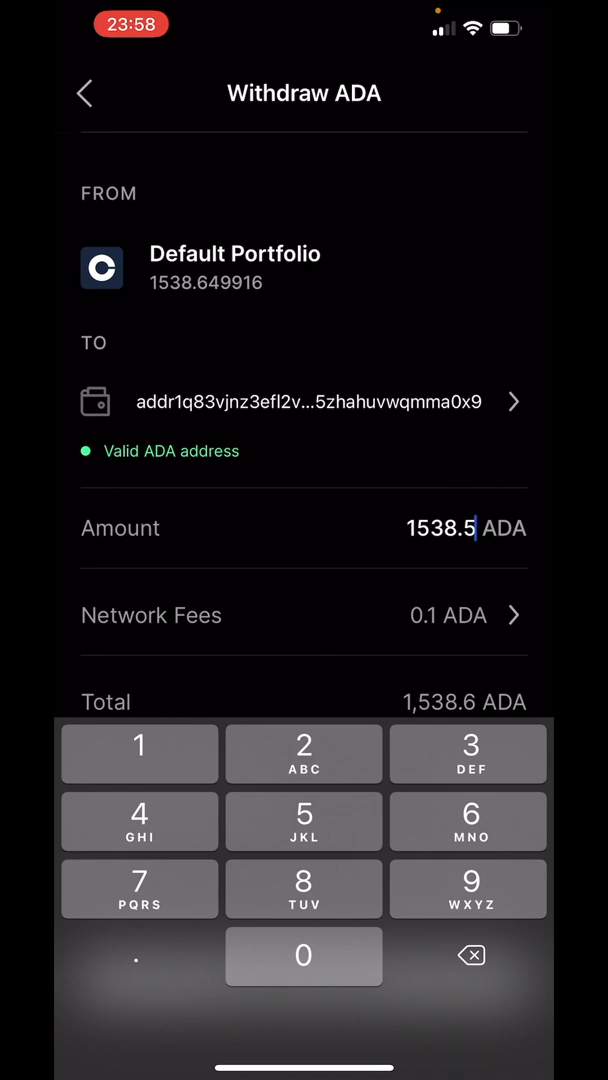 23:58
Withdraw ADA
FROM
Default Portfolio
1538.649916
TO
addr1q83vjnz3efl2v...5zhahuvwqmma0x9
Valid ADA address
Amount 1538.5 ADA
Network Fees 0.1 ADA
Total 1,538.6 ADA
1 2 3
ABC DEF
4 5 6
GHI JKL MNO
7 8 9
PQRS TUV WXYZ
. 0